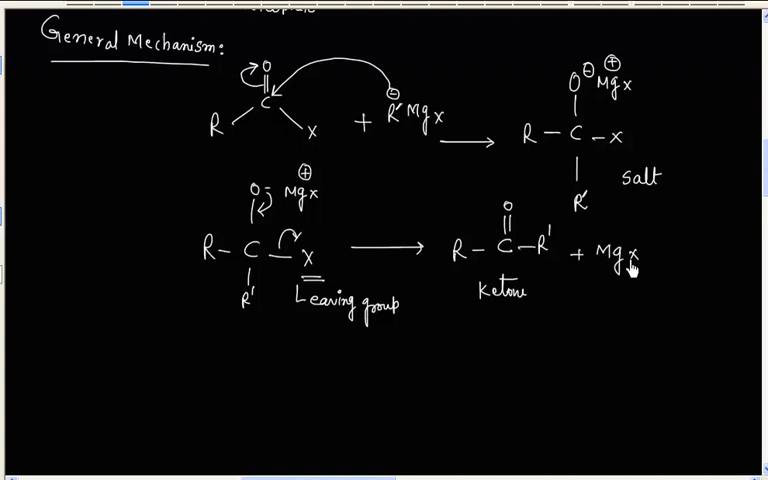 General Mechanism:
O
C
R
X
+
⊖
R'Mgx
→
O⊖
⊕
Mgx
R - C - X
R'
Salt
O-
⊕
Mgx
R - C - X
R'
Leaving group
→
O
R - C - R'
Ketone
+ Mgx